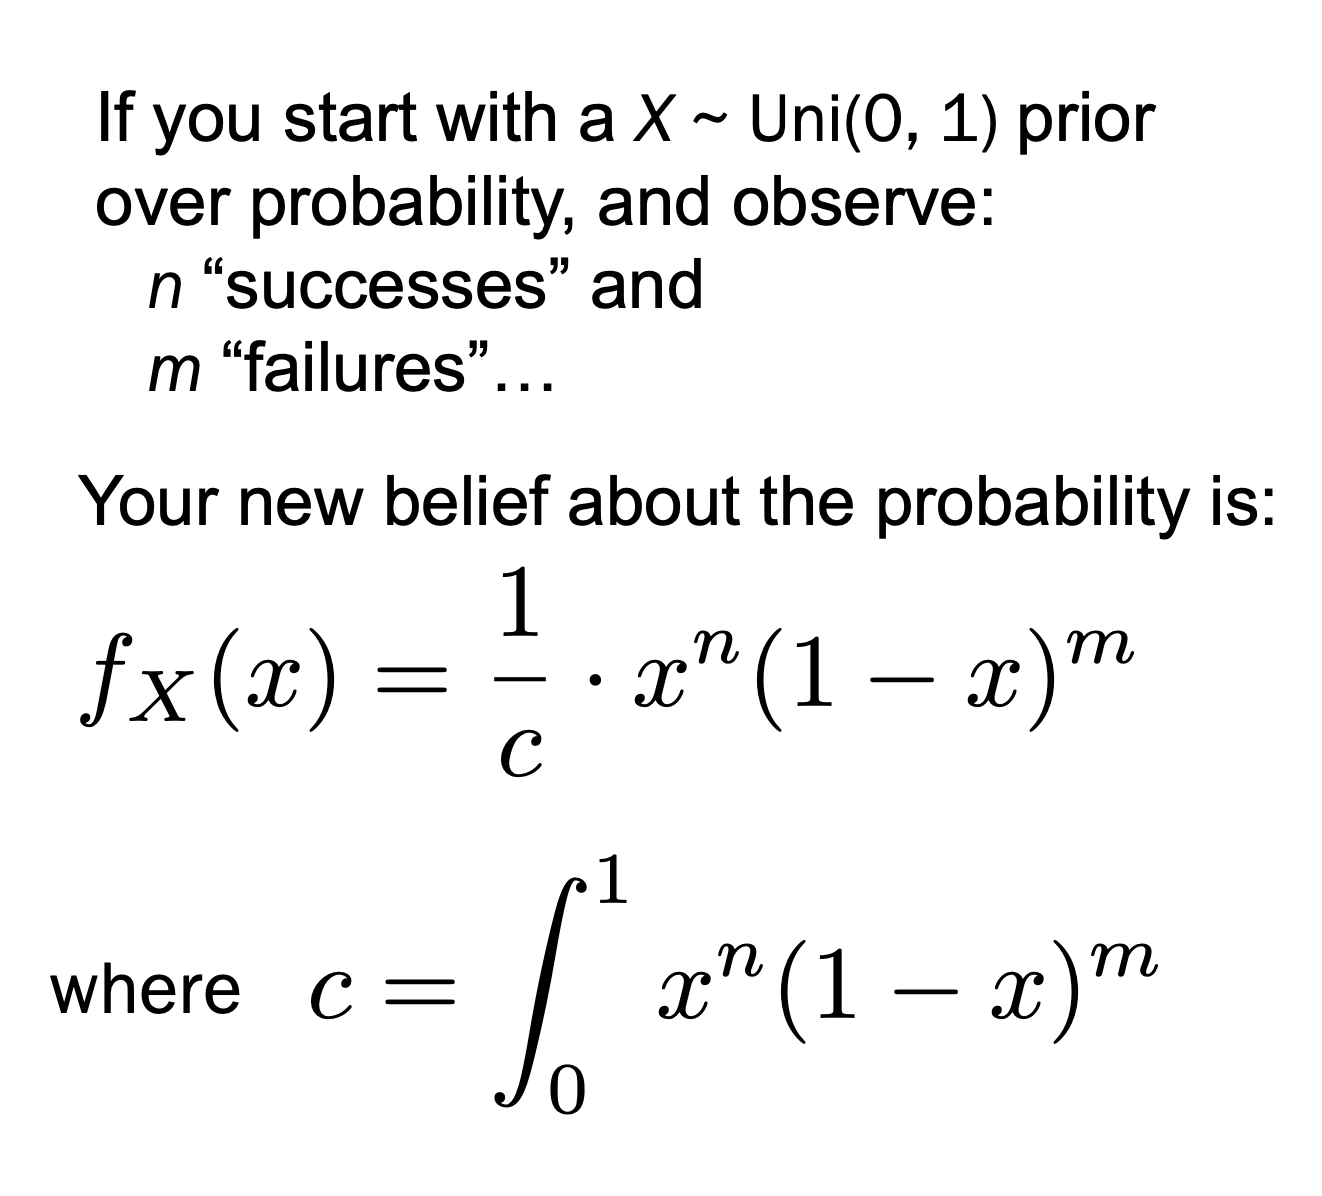 If you start with a X ~ Uni(0, 1) prior
over probability, and observe:
n “successes” and
m “failures”…
Your new belief about the probability is:
f_X(x) = \frac{1}{c} · x^n(1 − x)^m
where c = \int_0^1 x^n(1 − x)^m